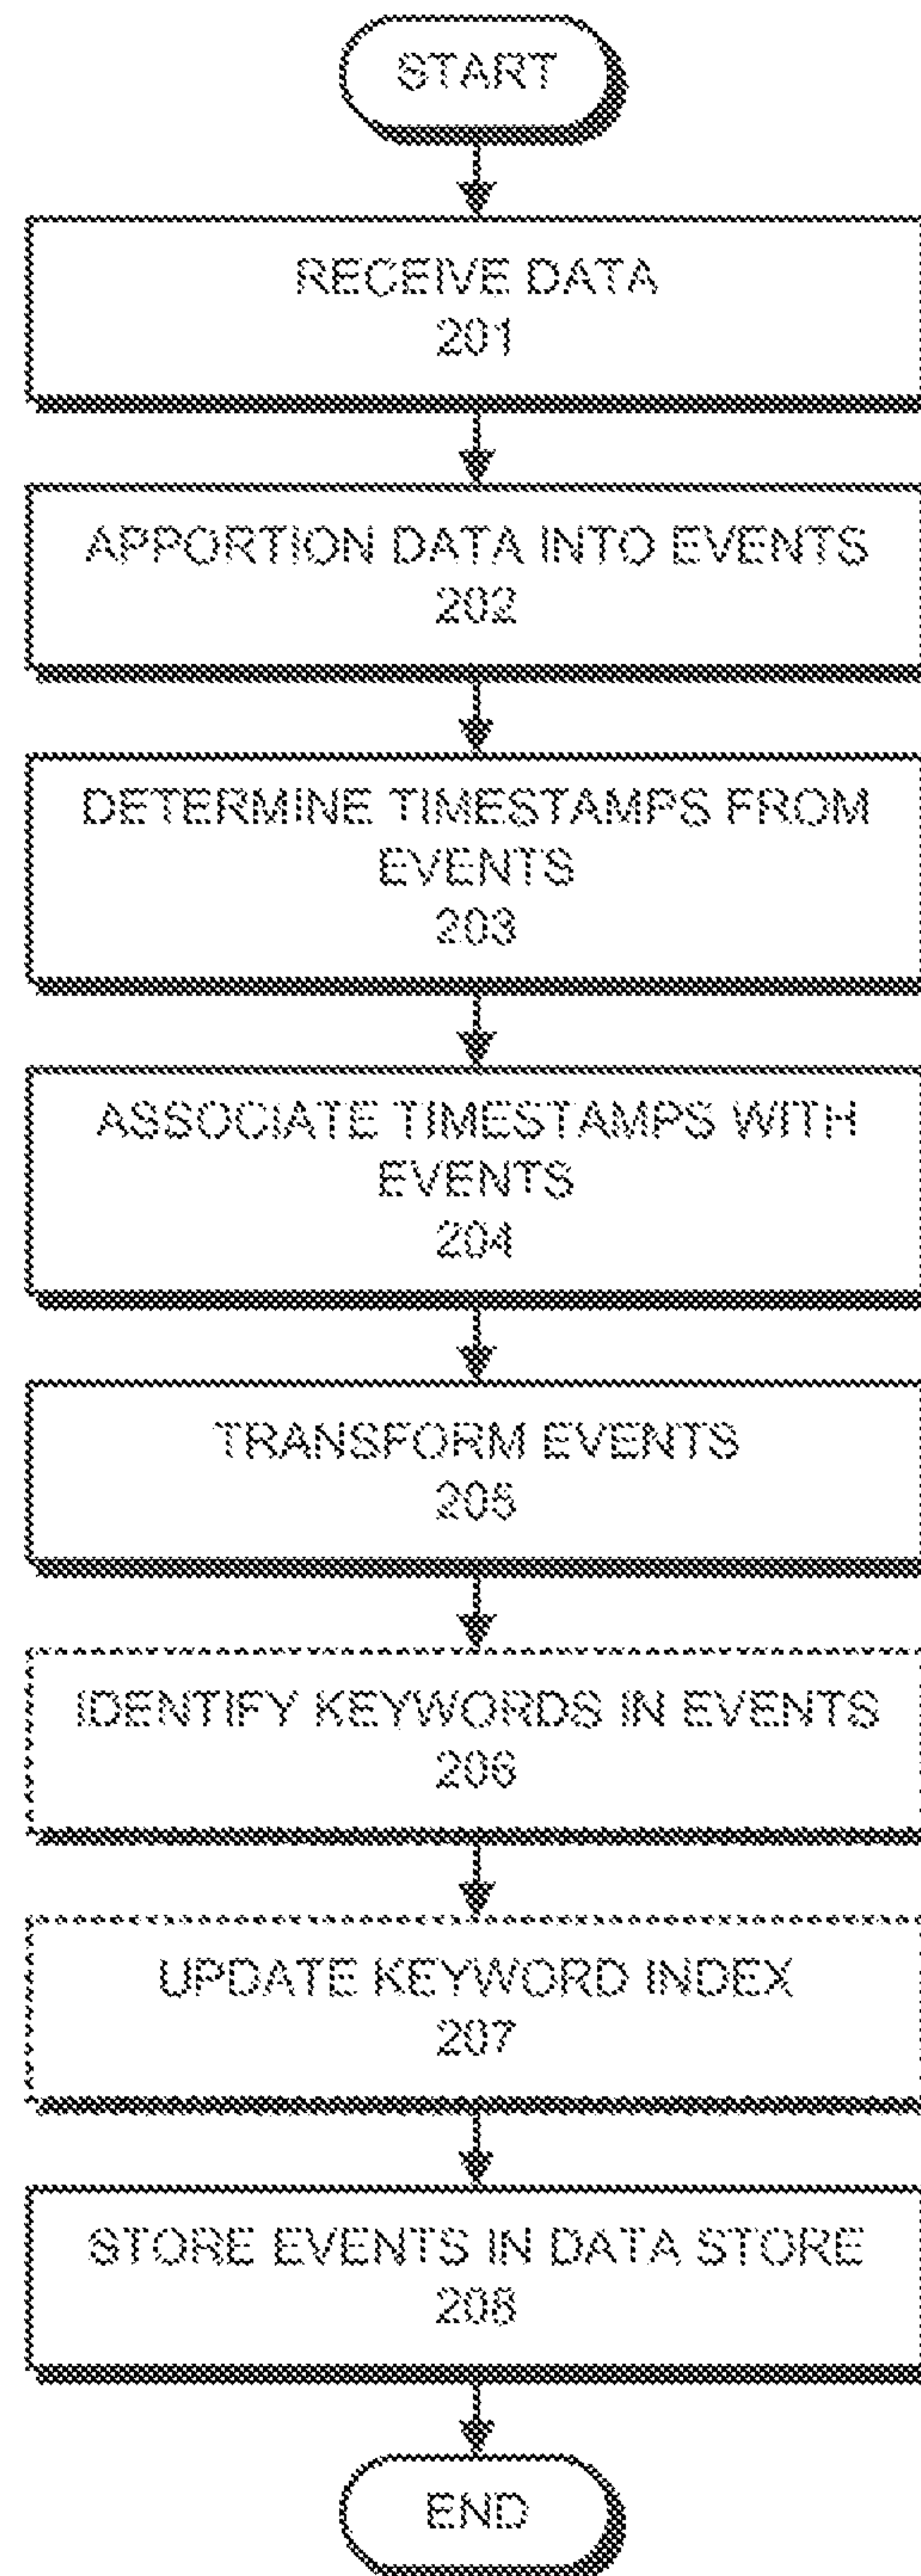 START
RECEIVE DATA
201
APPORTION DATA INTO EVENTS
202
DETERMINE TIMESTAMPS FROM
EVENTS
203
ASSOCIATE TIMESTAMPS WITH
EVENTS
204
TRANSFORM EVENTS
205
IDENTIFY KEYWORDS IN EVENTS
206
UPDATE KEYWORD INDEX
207
STORE EVENTS IN DATA STORE
208
END